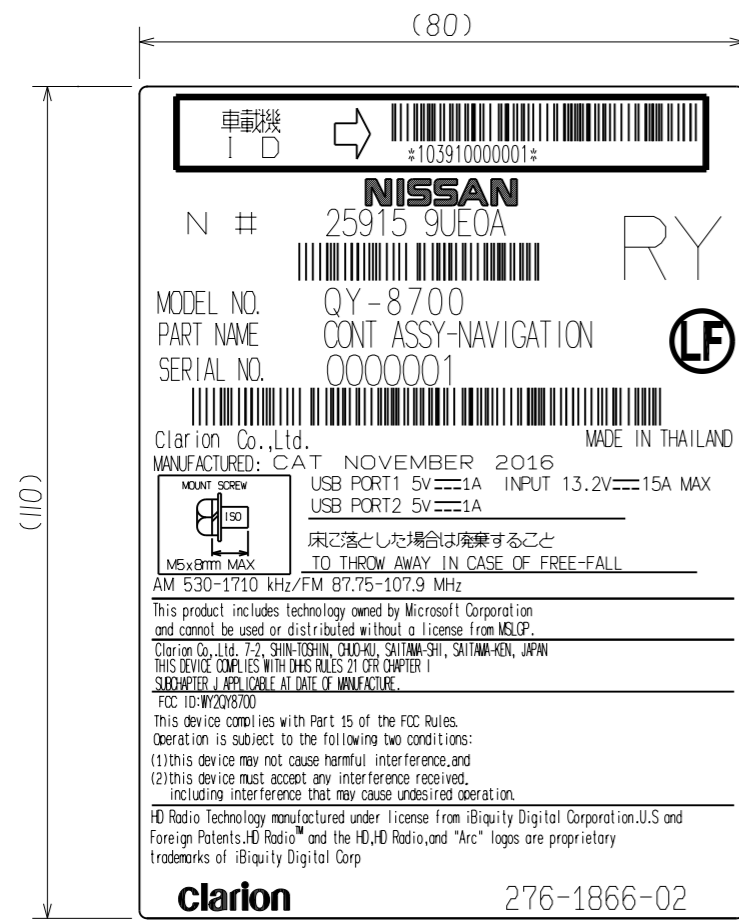 (80)
(110)
車載機
I D
*103910000001*
NISSAN
N # 25915 9UE0A RY
MODEL NO. QY-8700
PART NAME CONT ASSY-NAVIGATION LF
SERIAL NO. 0000001
Clarion Co.,Ltd. MADE IN THAILAND
MANUFACTURED: CAT NOVEMBER 2016
MOUNT SCREW
ISO
M5x8mm MAX
USB PORT1 5V⎓1A INPUT 13.2V⎓15A MAX
USB PORT2 5V⎓1A
床に落とした場合は廃棄すること
TO THROW AWAY IN CASE OF FREE-FALL
AM 530-1710 kHz/FM 87.75-107.9 MHz
This product includes technology owned by Microsoft Corporation
and cannot be used or distributed without a license from MSLGP.
Clarion Co,.Ltd. 7-2, SHIN-TOSHIN, CHUO-KU, SAITAMA-SHI, SAITAMA-KEN, JAPAN
THIS DEVICE COMPLIES WITH DHHS RULES 21 CFR CHAPTER I
SUBCHAPTER J APPLICABLE AT DATE OF MANUFACTURE.
FCC ID:WY2QY8700
This device complies with Part 15 of the FCC Rules.
Operation is subject to the following two conditions:
(1)this device may not cause harmful interference,and
(2)this device must accept any interference received,
including interference that may cause undesired operation.
HD Radio Technology manufactured under license from iBiquity Digital Corporation.U.S and
Foreign Patents.HD Radio™ and the HD,HD Radio,and "Arc" logos are proprietary
trademarks of iBiquity Digital Corp
clarion 276-1866-02